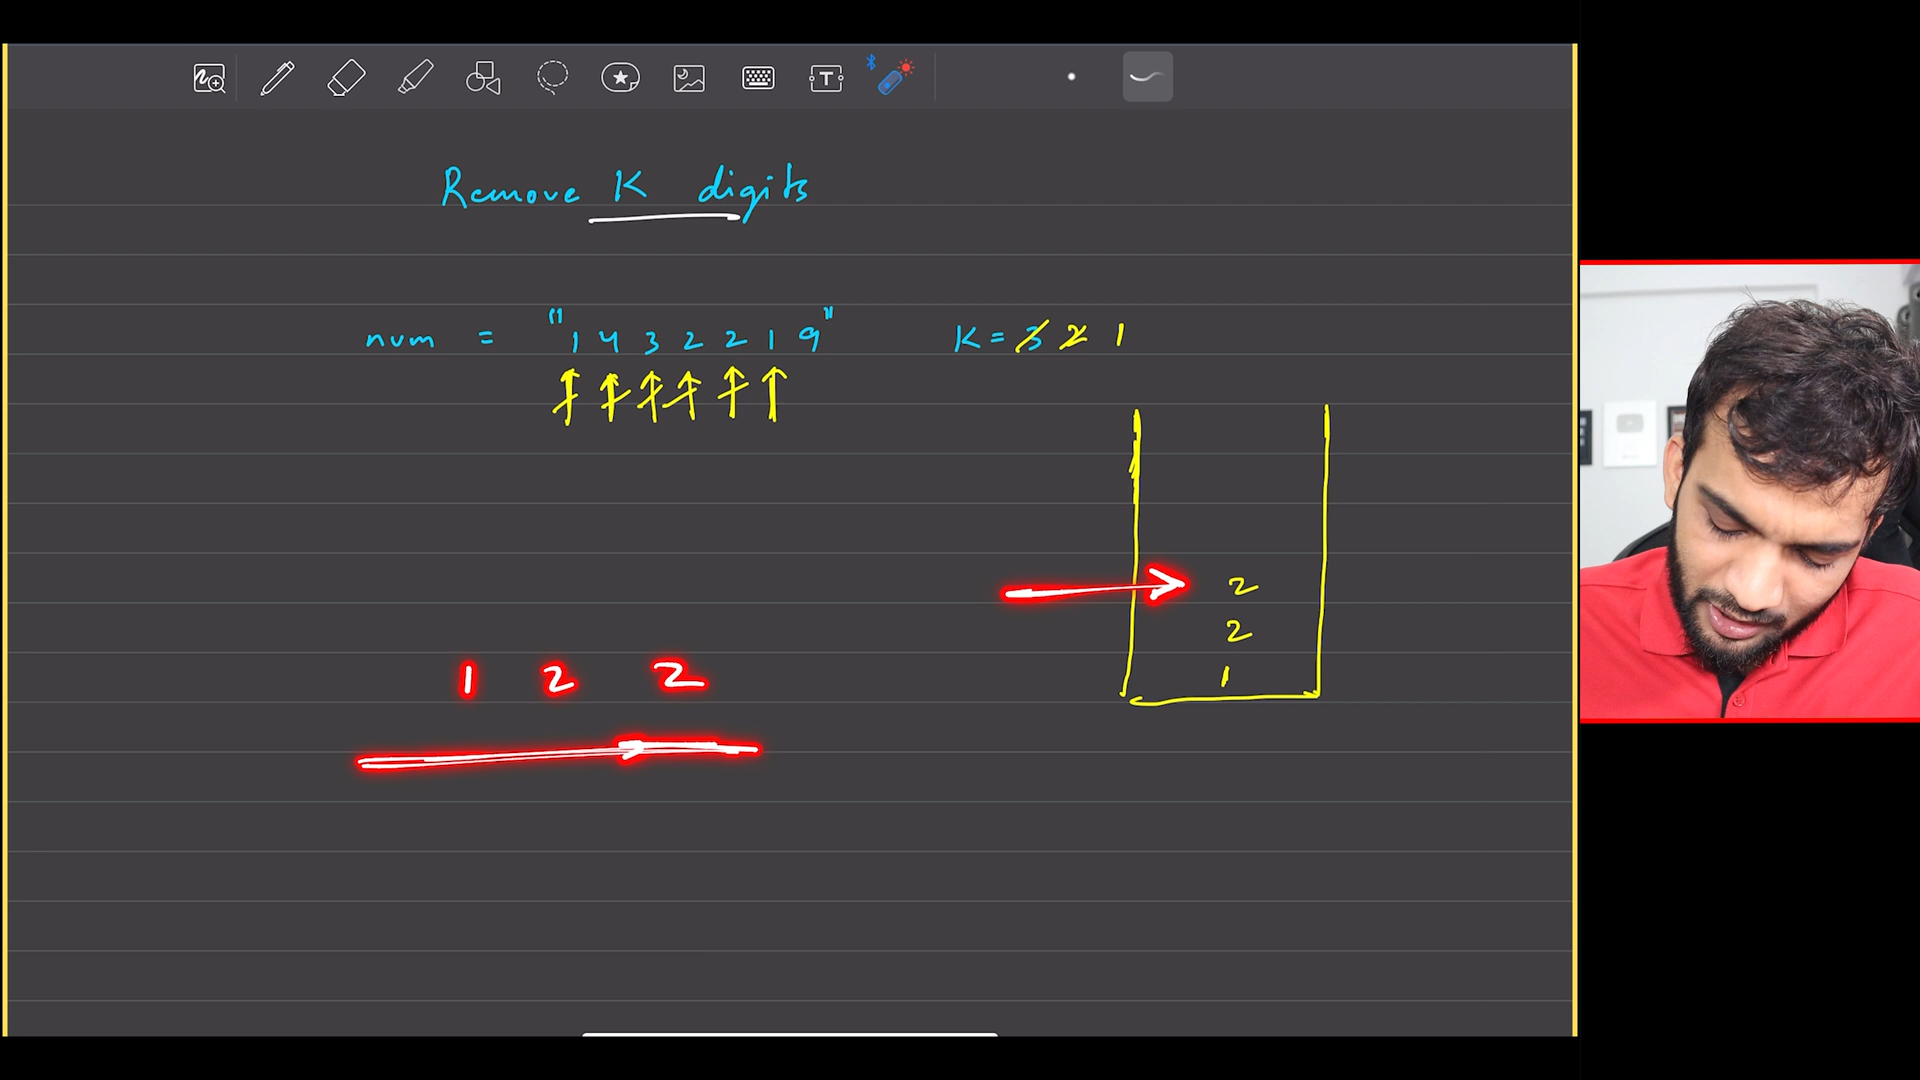 Remove K digits
num = "1432219" K = 3 2 1
2
2
1 2 2
1